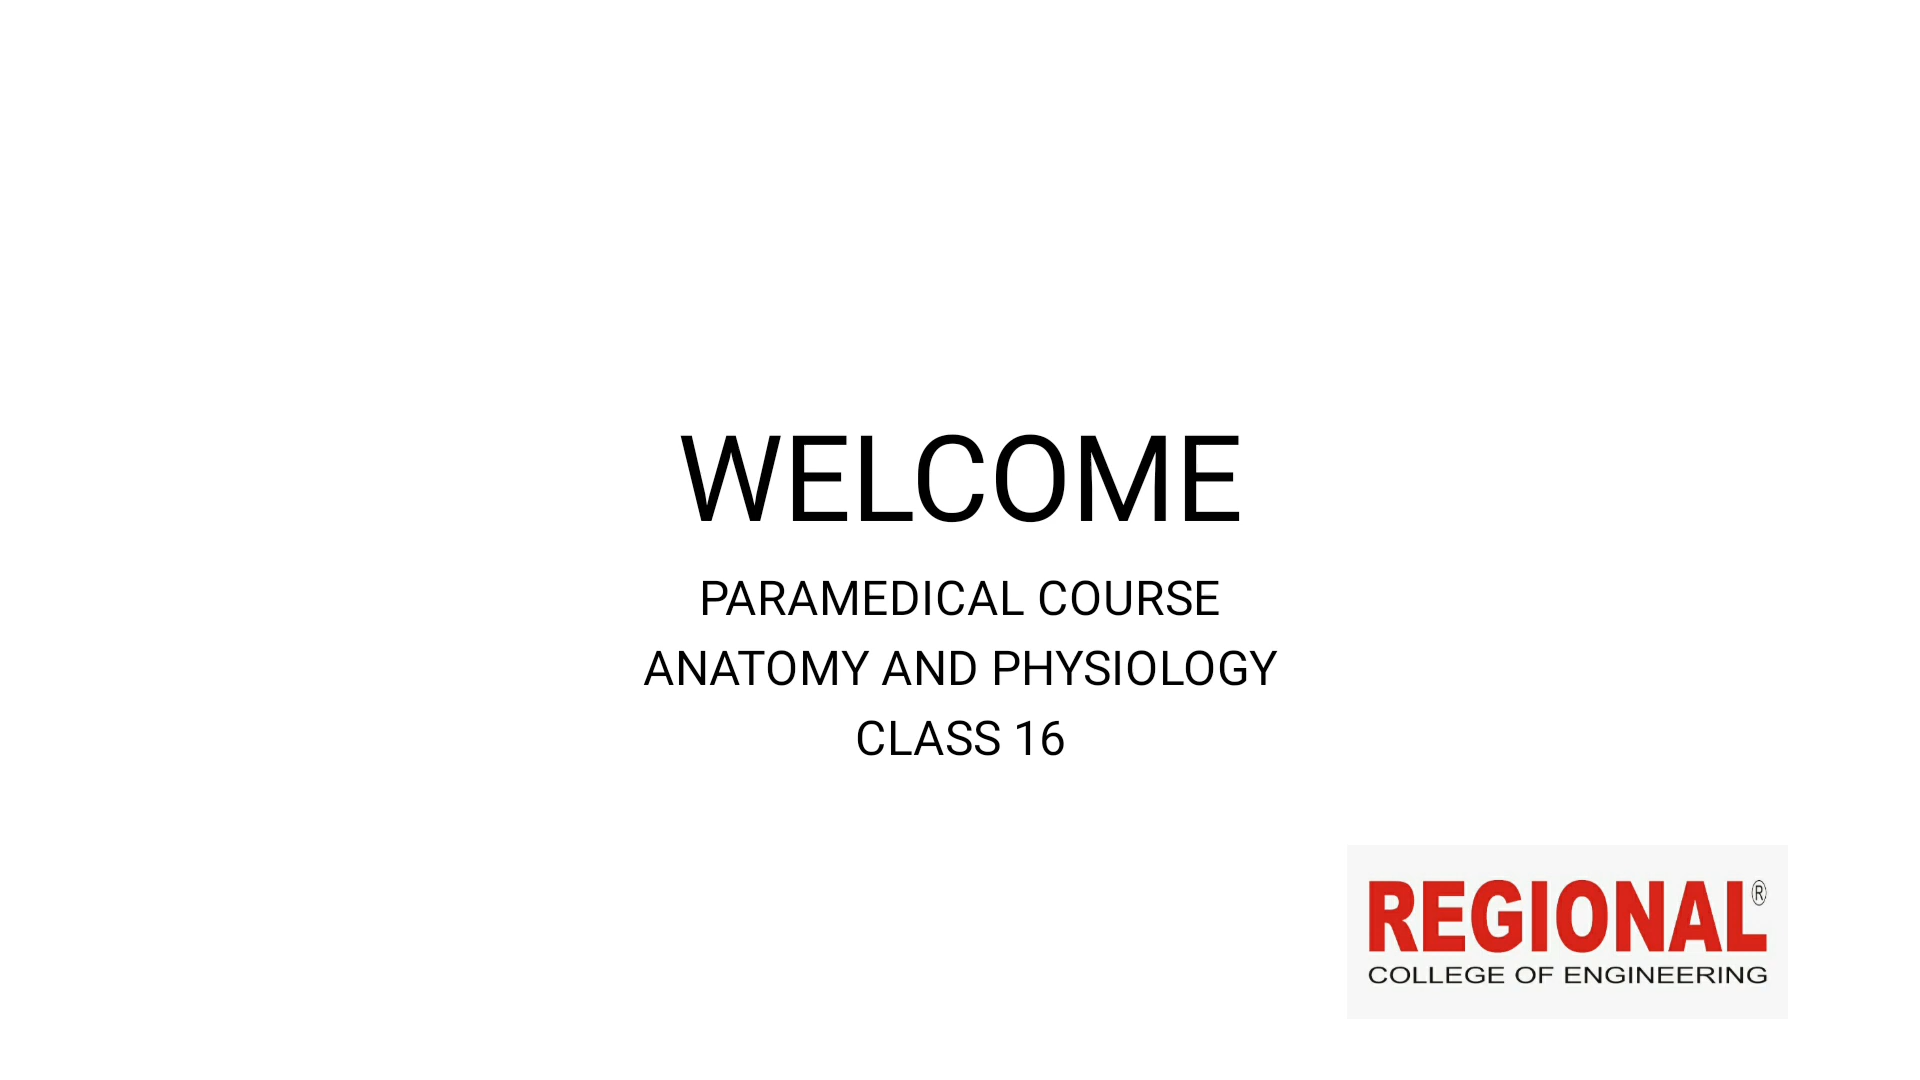 WELCOME
PARAMEDICAL COURSE
ANATOMY AND PHYSIOLOGY
CLASS 16
REGIONAL®
COLLEGE OF ENGINEERING